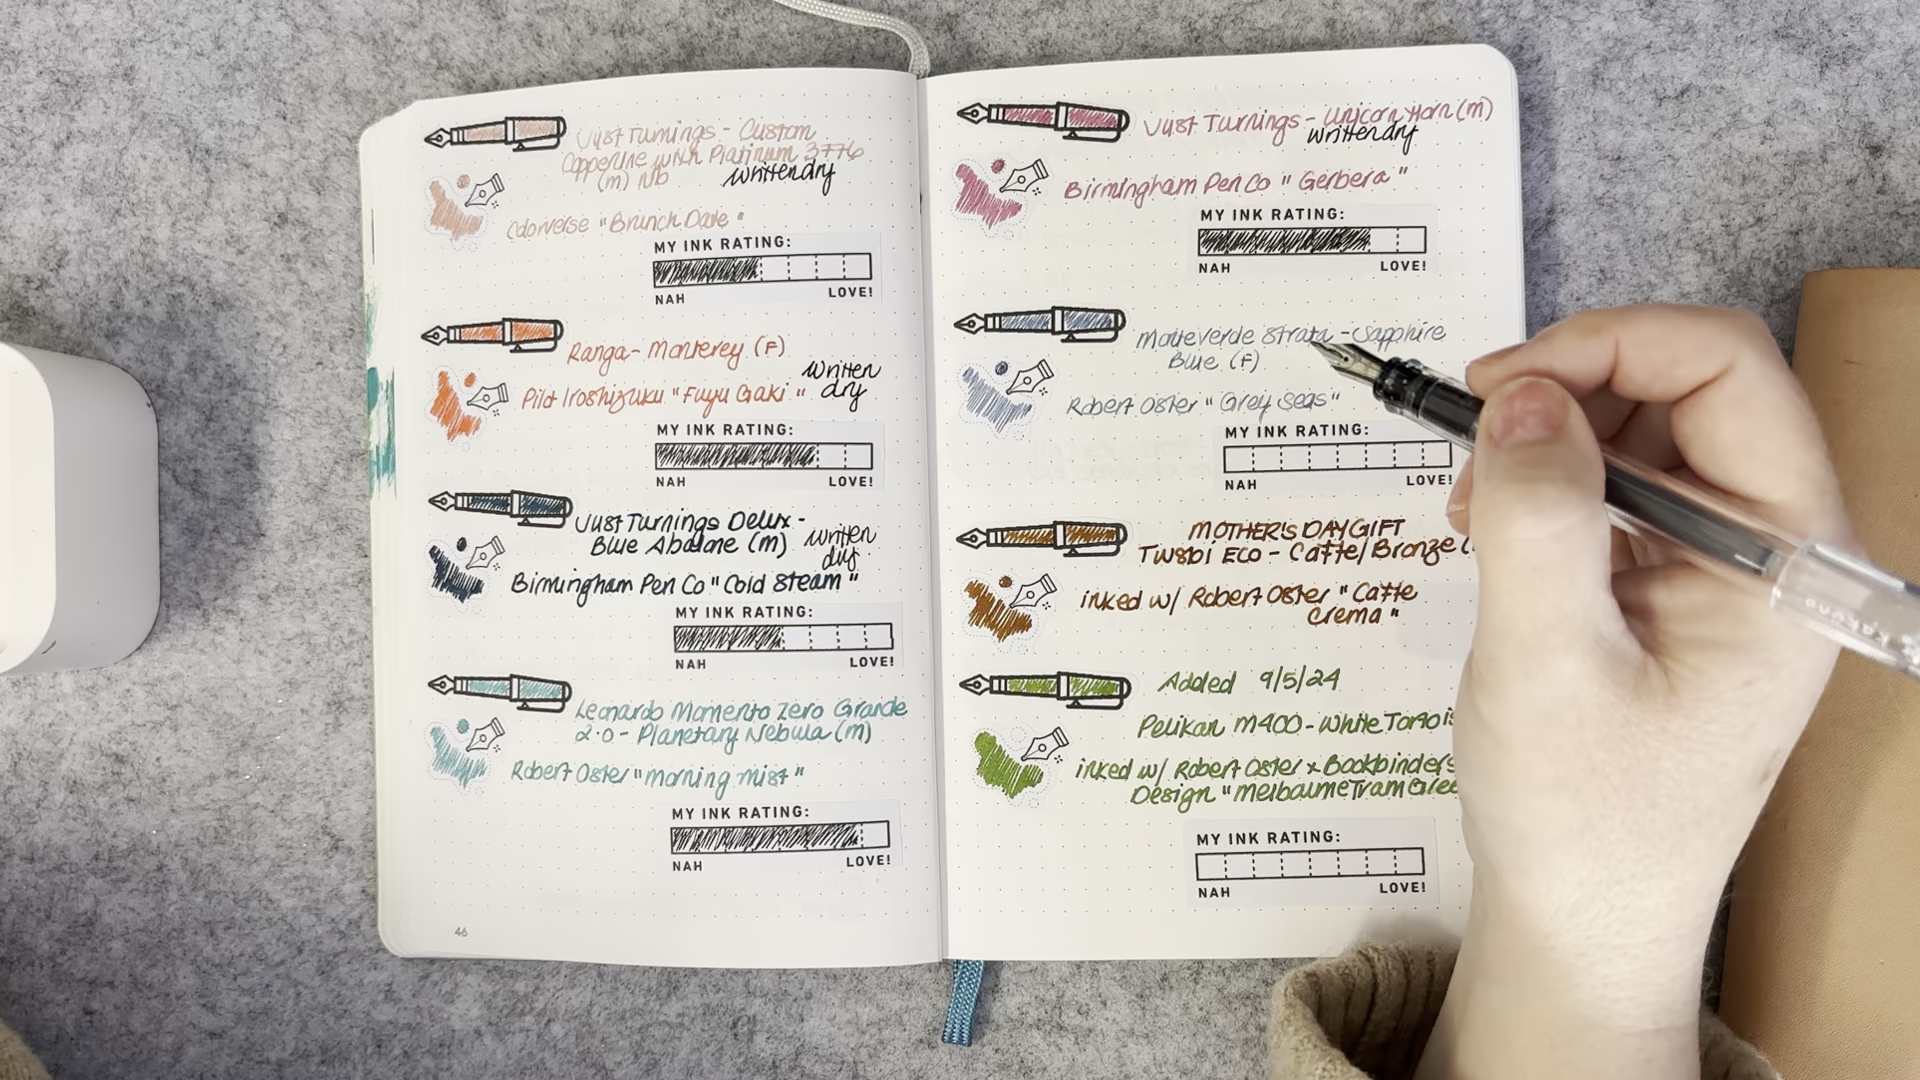 Just Turnings - Custom
Copperline with Platinum 3776
(m) nib
written dry
Colorverse "Brunch Date"
MY INK RATING:
NAH LOVE!
Ranga - Monterey (F)
Written
dry
Pilot Iroshizuku "Fuyu Gaki"
MY INK RATING:
NAH LOVE!
Just Turnings Delux -
Blue Abalone (m)
written
dry
Birmingham Pen Co "Cold Steam"
MY INK RATING:
NAH LOVE!
Leonardo Momento Zero Grande
2.0 - Planetary Nebula (m)
Robert Oster "morning mist"
MY INK RATING:
NAH LOVE!
46
Just Turnings - Unicorn Horn (m)
written dry
Birmingham Pen Co "Gerbera"
MY INK RATING:
NAH LOVE!
Monteverde Strata - Sapphire
Blue (F)
Robert Oster "Grey Seas"
MY INK RATING:
NAH LOVE!
MOTHER'S DAY GIFT
TWSBI ECO - Caffe/Bronze
inked w/ Robert Oster "Caffe
Crema"
Added 9/5/24
Pelikan M400 - White Tortois
inked w/ Robert Oster x Bookbinders
Design "Melbourne Tram Gree
MY INK RATING:
NAH LOVE!
kakuno